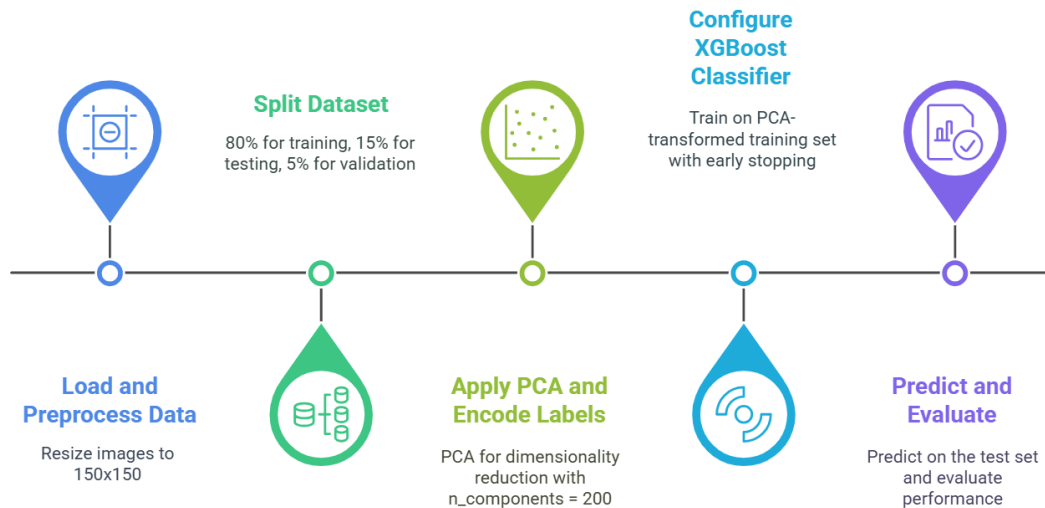 Load and
Preprocess Data
Resize images to
150x150
Split Dataset
80% for training, 15% for
testing, 5% for validation
Apply PCA and
Encode Labels
PCA for dimensionality
reduction with
n_components = 200
Configure
XGBoost
Classifier
Train on PCA-
transformed training set
with early stopping
Predict and
Evaluate
Predict on the test set
and evaluate
performance